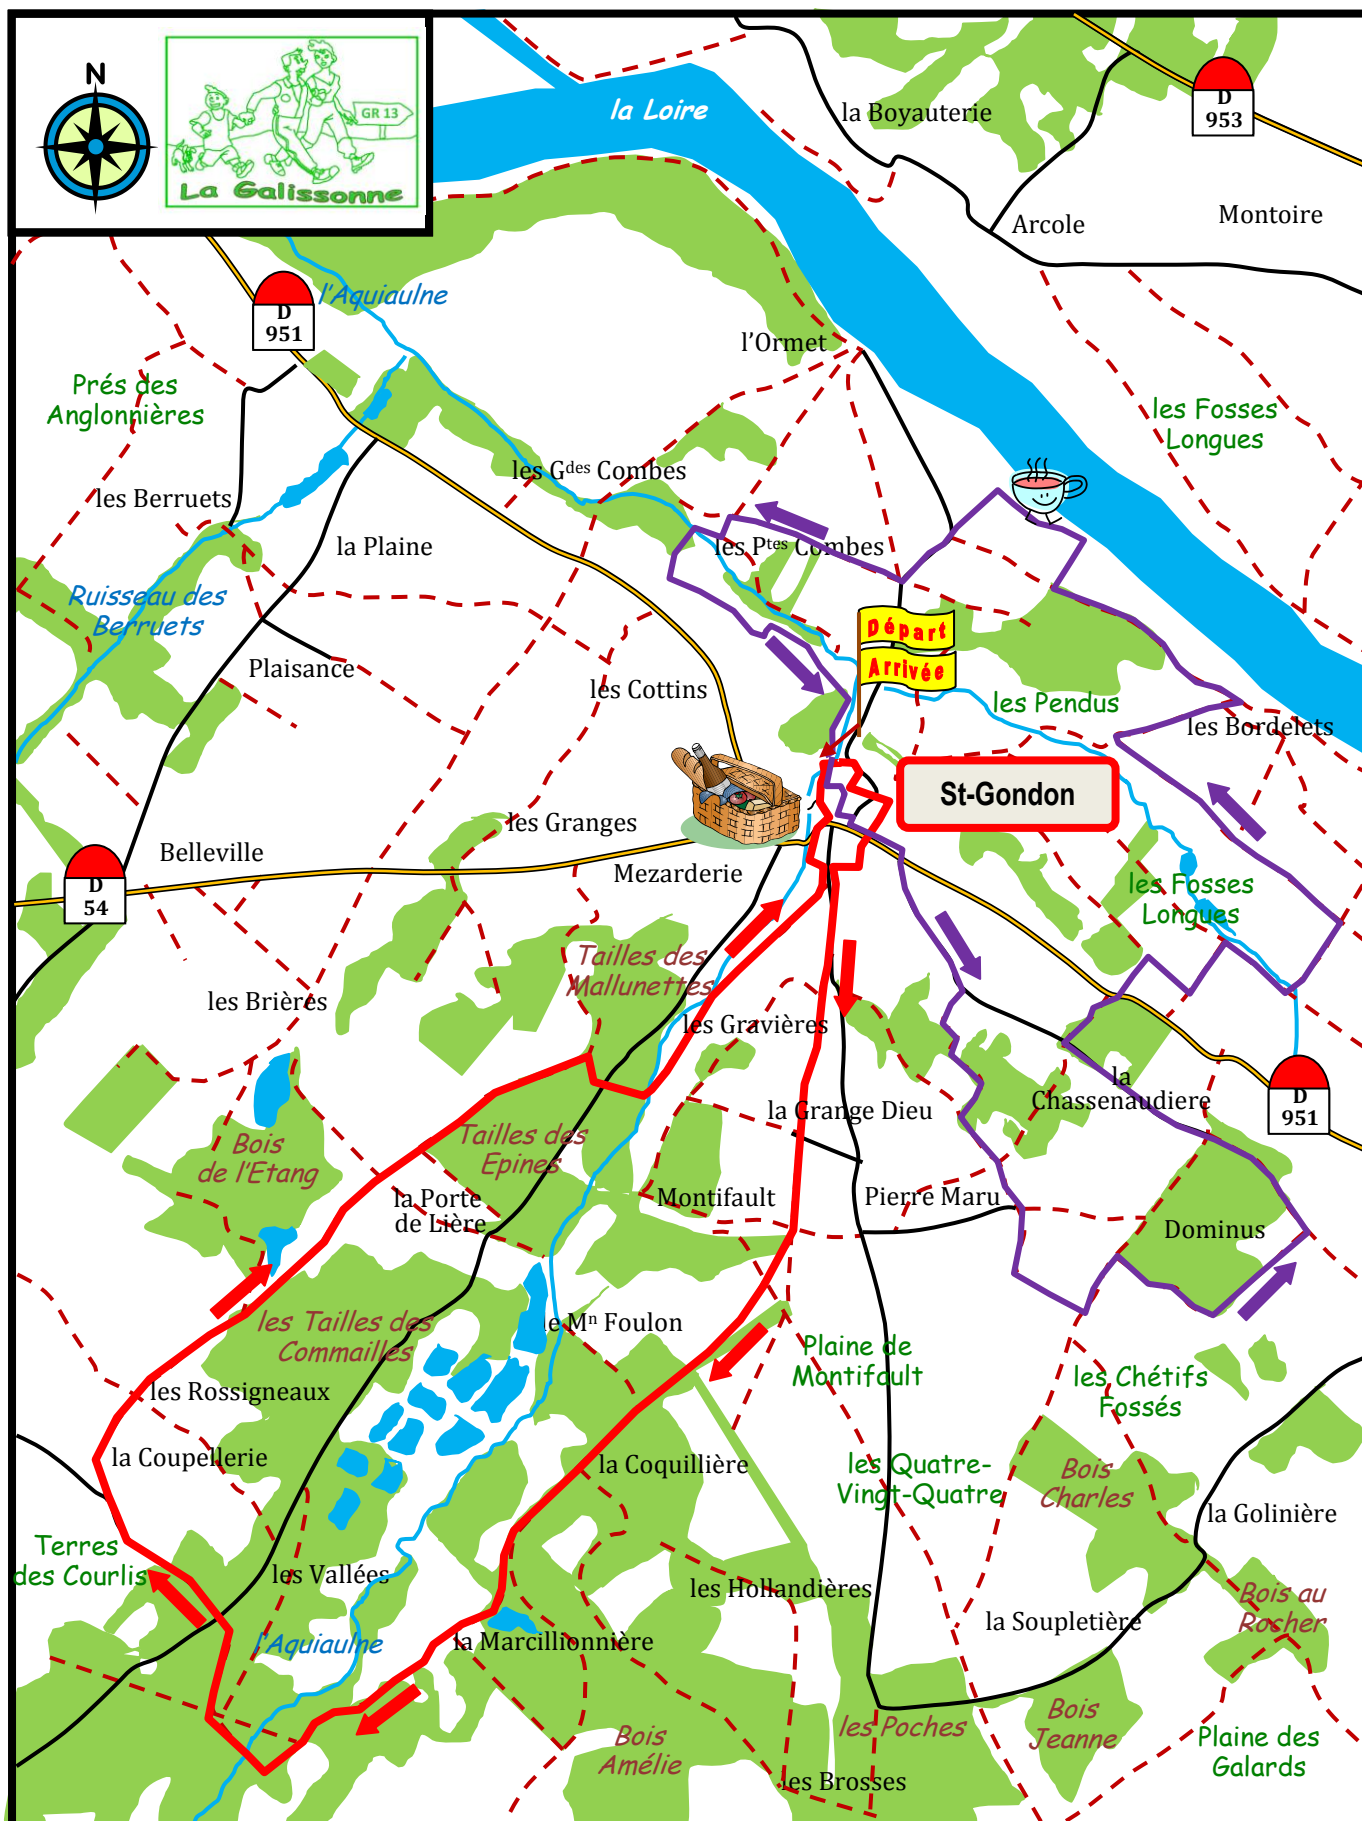 N
GR 13
La Galissonne
la Loire
la Boyauterie
D
953
Arcole
Montoire
l'Aquiaulne
D
951
l'Ormet
Prés des
Anglonnières
les Fosses
Longues
les Gdes Combes
les Berruets
la Plaine
les Ptes Combes
Ruisseau des
Berruets
Départ
Arrivée
Plaisance
les Cottins
les Pendus
les Bordelets
St-Gondon
les Granges
Belleville
Mezarderie
D
54
les Fosses
Longues
Tailles des
Mallunettes
les Brières
les Gravières
la
Chassenaudiere
D
951
la Grange Dieu
Bois
de l'Etang
Tailles des
Epines
la Porte
de Lière
Montifault
Pierre Maru
Dominus
les Tailles des
Commailles
le Mn Foulon
Plaine de
Montifault
les Chétifs
Fossés
les Rossigneaux
la Coupellerie
la Coquillière
les Quatre-
Vingt-Quatre
Bois
Charles
la Golinière
Terres
des Courlis
les Vallées
les Hollandières
Bois au
Rocher
la Soupletière
l'Aquiaulne
la Marcillionnière
Bois
Amélie
les Poches
Bois
Jeanne
Plaine des
Galards
les Brosses